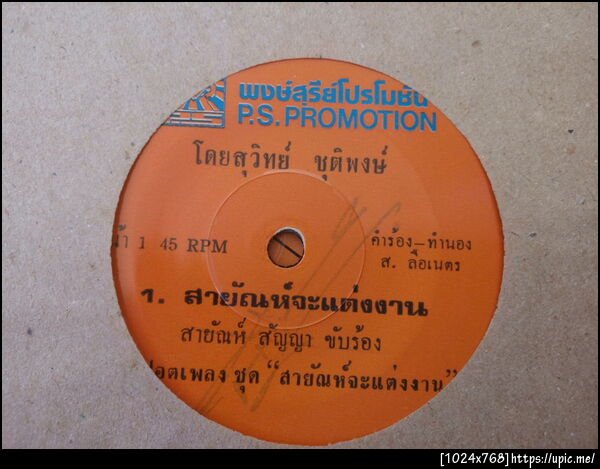 พงษ์สุรีย์โปรโมชั่น
P.S. PROMOTION
โดยสุวิทย์ ชุติพงษ์
1 45 RPM
คำร้อง-ทำนอง
ส. ลือเนตร
1. สายัณห์จะแต่งงาน
สายัณห์ สัญญา ขับร้อง
ชุด "สายัณห์จะแต่งงาน"
[1024x768]https://upic.me/